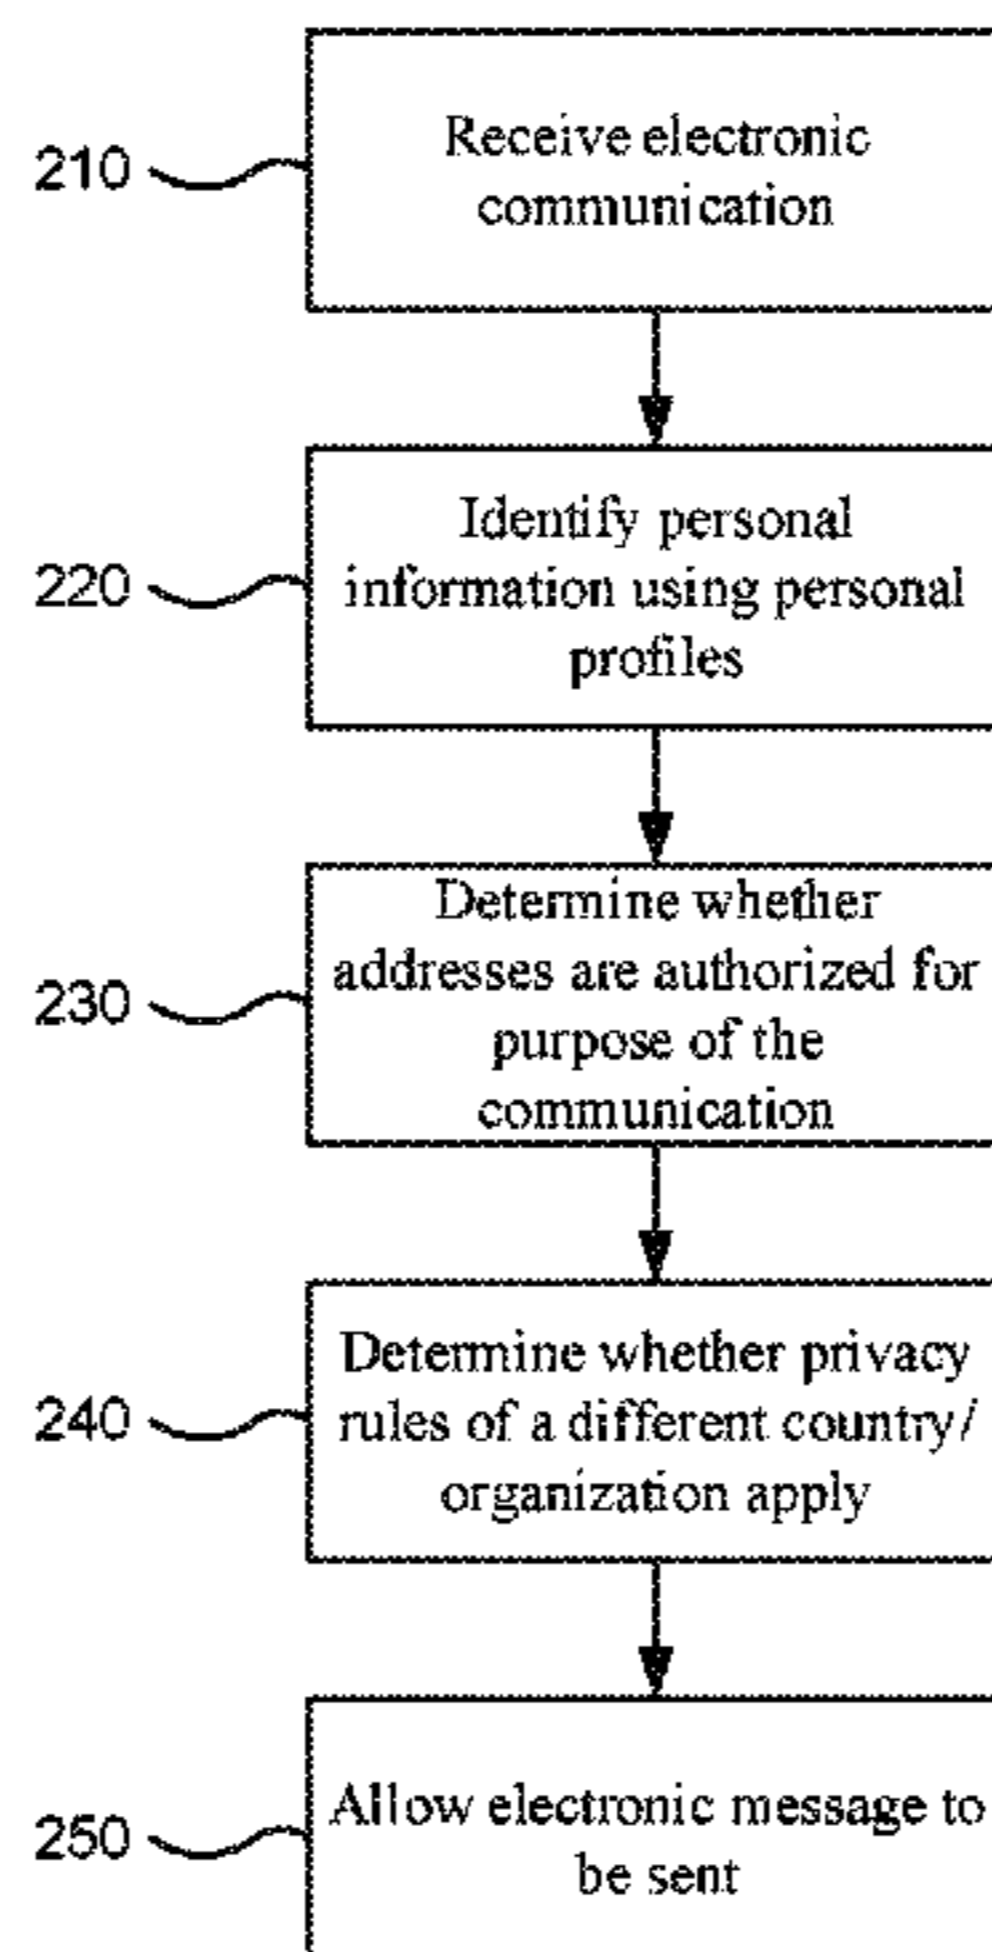 210
Receive electronic
communication
220
Identify personal
information using personal
profiles
230
Determine whether
addresses are authorized for
purpose of the
communication
240
Determine whether privacy
rules of a different country/
organization apply
250
Allow electronic message to
be sent